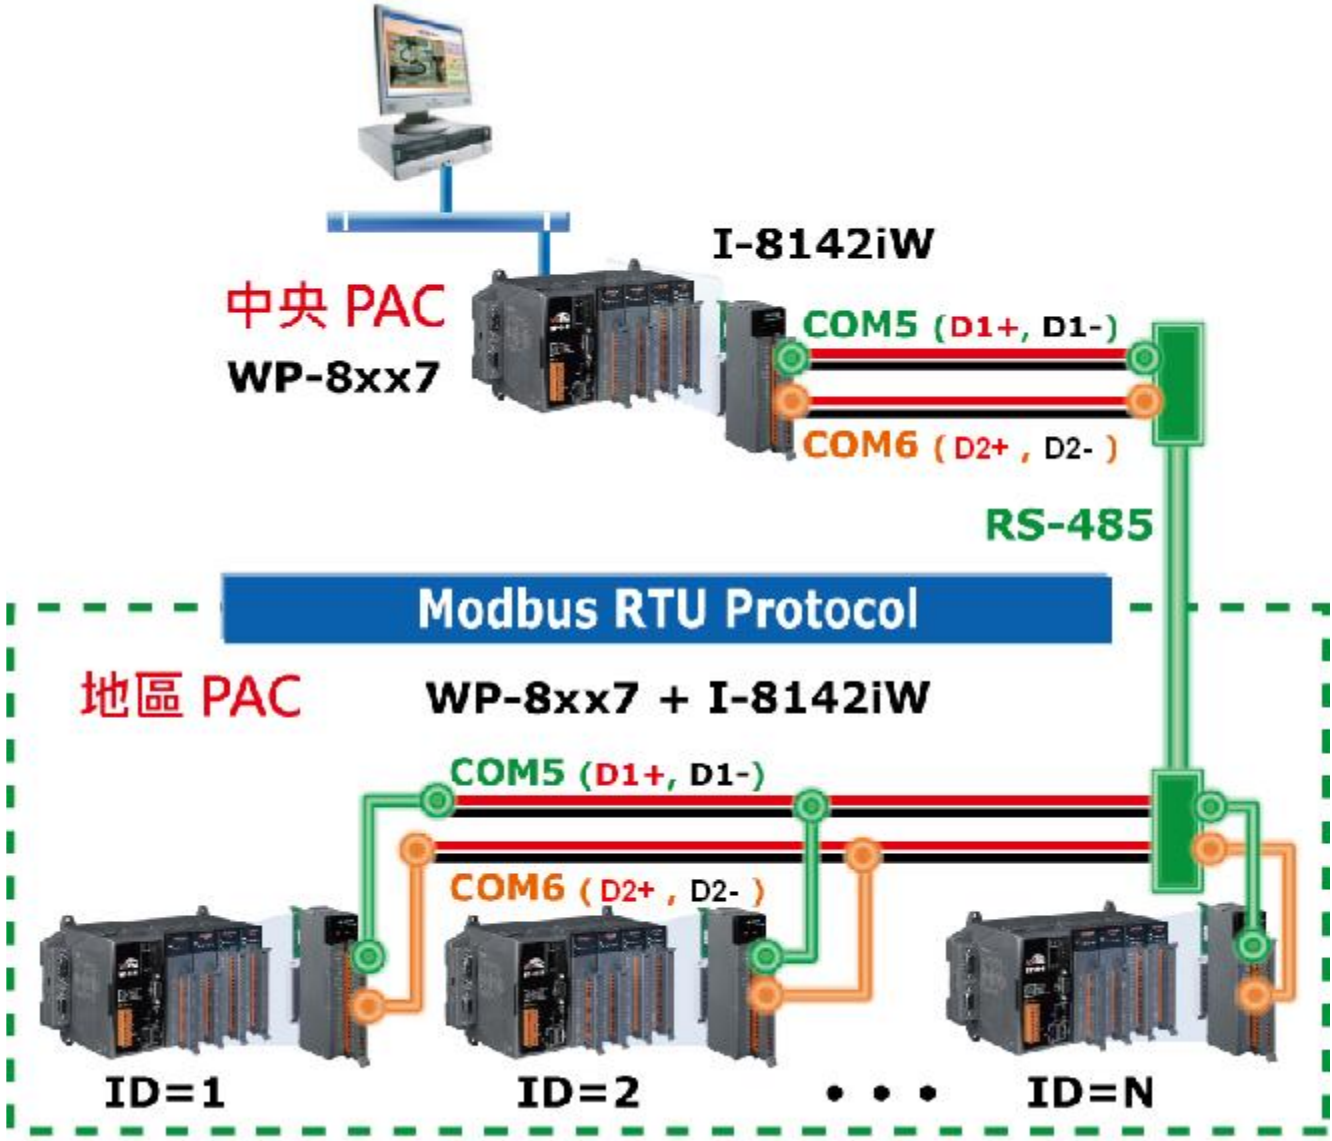 I-8142iW
中央 PAC
WP-8xx7
COM5 (D1+, D1-)
COM6 (D2+ , D2- )
RS-485
Modbus RTU Protocol
地區 PAC
WP-8xx7 + I-8142iW
COM5 (D1+, D1-)
COM6 (D2+ , D2- )
ID=1
ID=2
• • •
ID=N